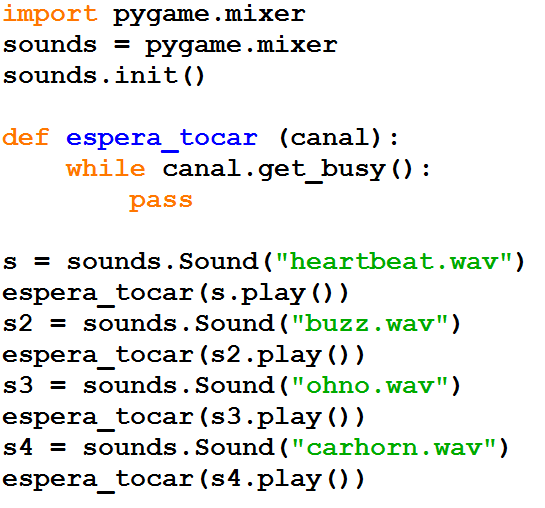 import pygame.mixer
sounds = pygame.mixer
sounds.init()

def espera_tocar (canal):
    while canal.get_busy():
        pass

s = sounds.Sound("heartbeat.wav")
espera_tocar(s.play())
s2 = sounds.Sound("buzz.wav")
espera_tocar(s2.play())
s3 = sounds.Sound("ohno.wav")
espera_tocar(s3.play())
s4 = sounds.Sound("carhorn.wav")
espera_tocar(s4.play())